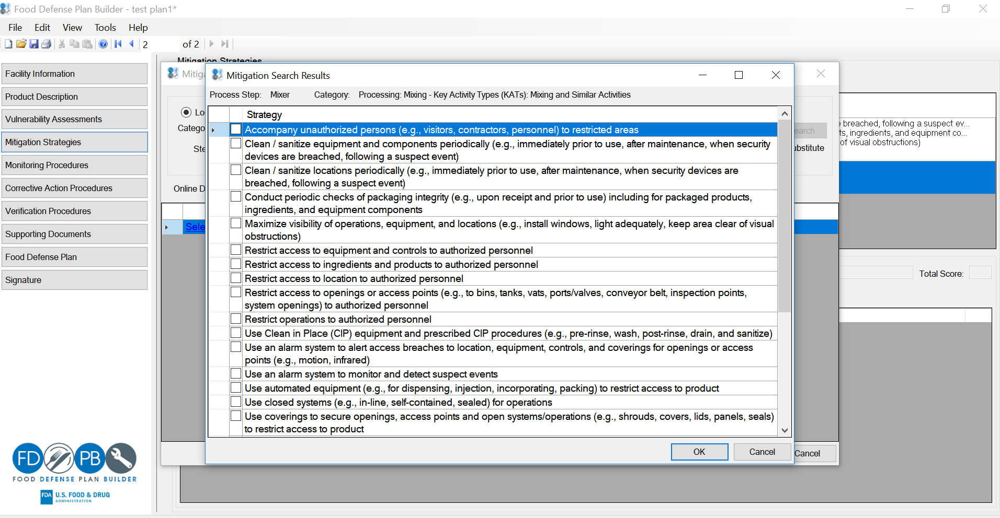 Food Defense Plan Builder - test plan1*
File Edit View Tools Help
2 of 2
Facility Information
Product Description
Vulnerability Assessments
Mitigation Strategies
Monitoring Procedures
Corrective Action Procedures
Verification Procedures
Supporting Documents
Food Defense Plan
Signature
FD PB
FOOD DEFENSE PLAN BUILDER
FDA U.S. FOOD & DRUG
ADMINISTRATION
Mitigation Strategies
Mitig
Lo
Catego
Ste
Online D
Sele
Mitigation Search Results
Process Step: Mixer Category: Processing: Mixing - Key Activity Types (KATs): Mixing and Similar Activities
Strategy
Accompany unauthorized persons (e.g., visitors, contractors, personnel) to restricted areas
Clean / sanitize equipment and components periodically (e.g., immediately prior to use, after maintenance, when security
devices are breached, following a suspect event)
Clean / sanitize locations periodically (e.g., immediately prior to use, after maintenance, when security devices are
breached, following a suspect event)
Conduct periodic checks of packaging integrity (e.g., upon receipt and prior to use) including for packaged products,
ingredients, and equipment components
Maximize visibility of operations, equipment, and locations (e.g., install windows, light adequately, keep area clear of visual
obstructions)
Restrict access to equipment and controls to authorized personnel
Restrict access to ingredients and products to authorized personnel
Restrict access to location to authorized personnel
Restrict access to openings or access points (e.g., to bins, tanks, vats, ports/valves, conveyor belt, inspection points,
system openings) to authorized personnel
Restrict operations to authorized personnel
Use Clean in Place (CIP) equipment and prescribed CIP procedures (e.g., pre-rinse, wash, post-rinse, drain, and sanitize)
Use an alarm system to alert access breaches to location, equipment, controls, and coverings for openings or access
points (e.g., motion, infrared)
Use an alarm system to monitor and detect suspect events
Use automated equipment (e.g., for dispensing, injection, incorporating, packing) to restrict access to product
Use closed systems (e.g., in-line, self-contained, sealed) for operations
Use coverings to secure openings, access points and open systems/operations (e.g., shrouds, covers, lids, panels, seals)
to restrict access to product
OK Cancel
earch
ubstitute
Cancel
breached, following a suspect ev...
ts, ingredients, and equipment co...
of visual obstructions)
Total Score: